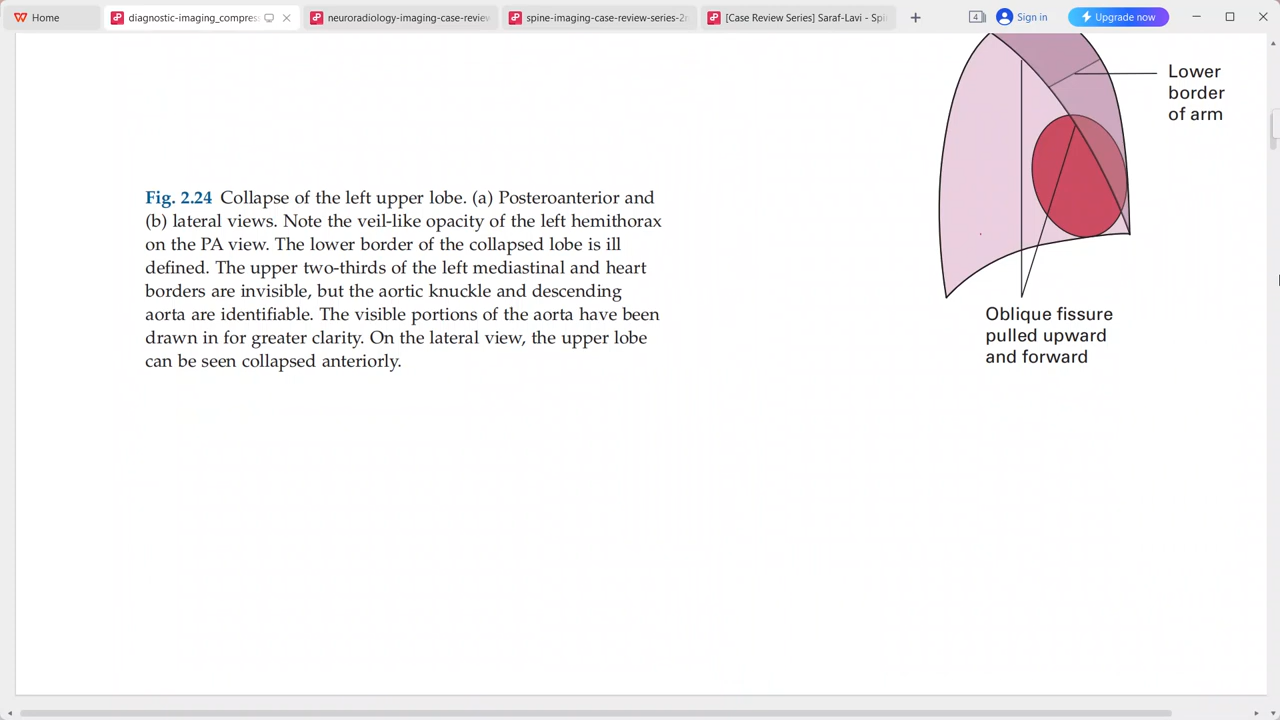 Home
diagnostic-imaging_compress
neuroradiology-imaging-case-review
spine-imaging-case-review-series-2
[Case Review Series] Saraf-Lavi - Spi
4
Sign in
Upgrade now
Lower
border
of arm
Fig. 2.24 Collapse of the left upper lobe. (a) Posteroanterior and
(b) lateral views. Note the veil-like opacity of the left hemithorax
on the PA view. The lower border of the collapsed lobe is ill
defined. The upper two-thirds of the left mediastinal and heart
borders are invisible, but the aortic knuckle and descending
aorta are identifiable. The visible portions of the aorta have been
drawn in for greater clarity. On the lateral view, the upper lobe
can be seen collapsed anteriorly.
Oblique fissure
pulled upward
and forward